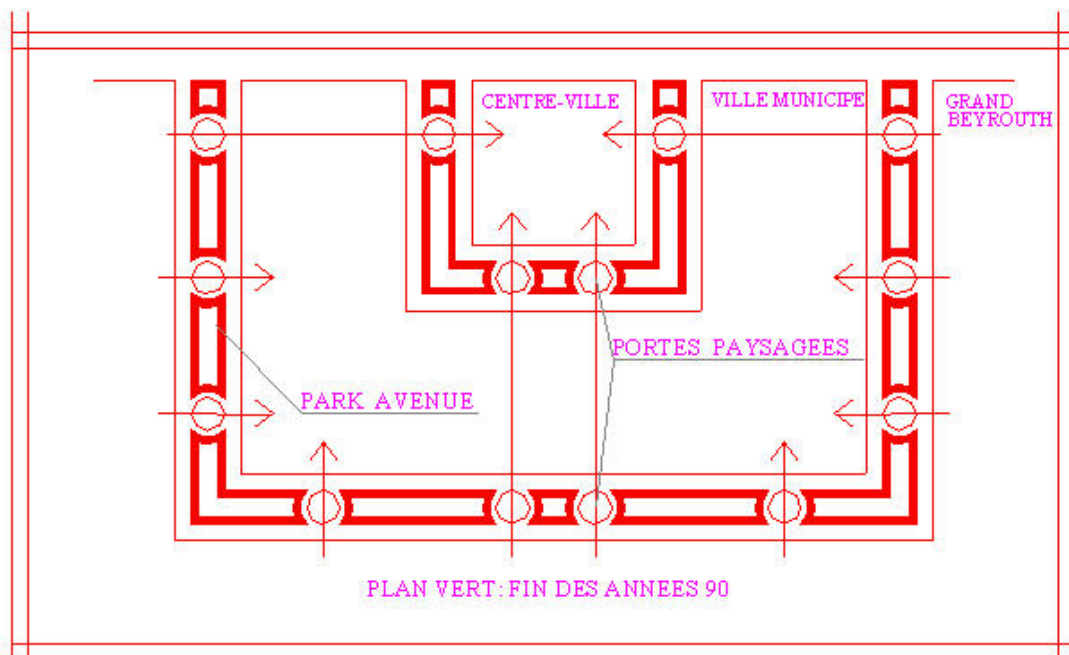 CENTRE-VILLE
VILLE MUNICIPE
GRAND
BEYROUTH
PORTES PAYSAGEES
PARK AVENUE
PLAN VERT: FIN DES ANNEES 90